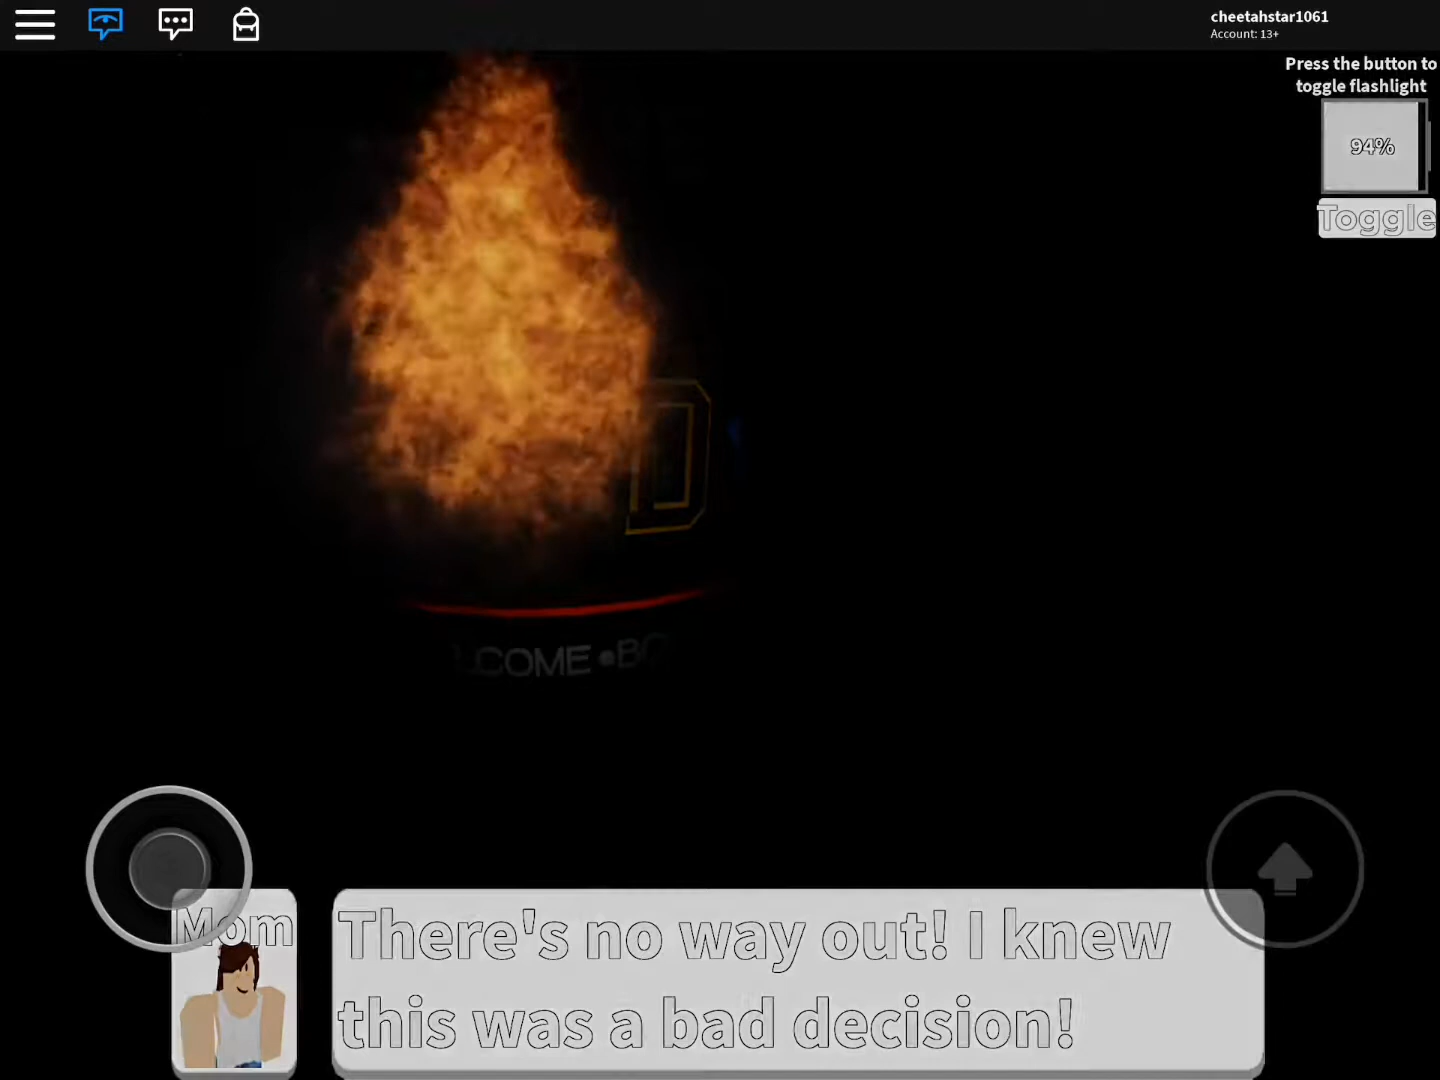 cheetahstar1061
Account: 13+
Press the button to
toggle flashlight
94%
Toggle
D
COME
Mom
There's no way out! I knew
this was a bad decision!